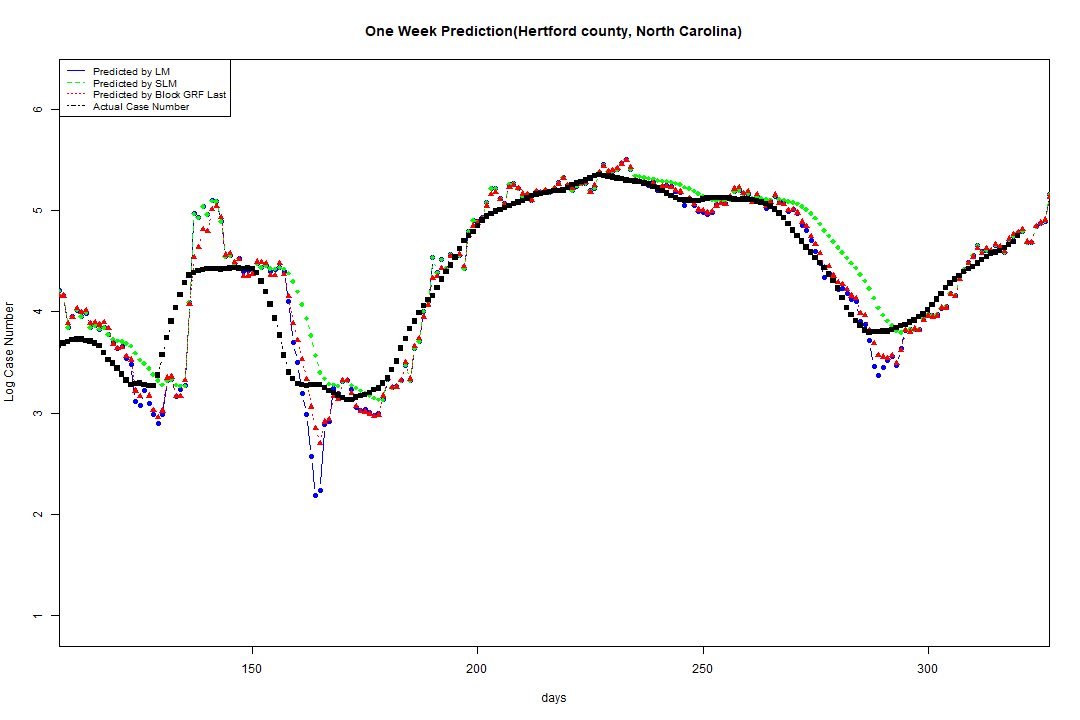 One Week Prediction(Hertford county, North Carolina)
Predicted by LM
Predicted by SLM
Predicted by Block GRF Last
Actual Case Number
6
5
4
3
2
1
Log Case Number
150
200
250
300
days